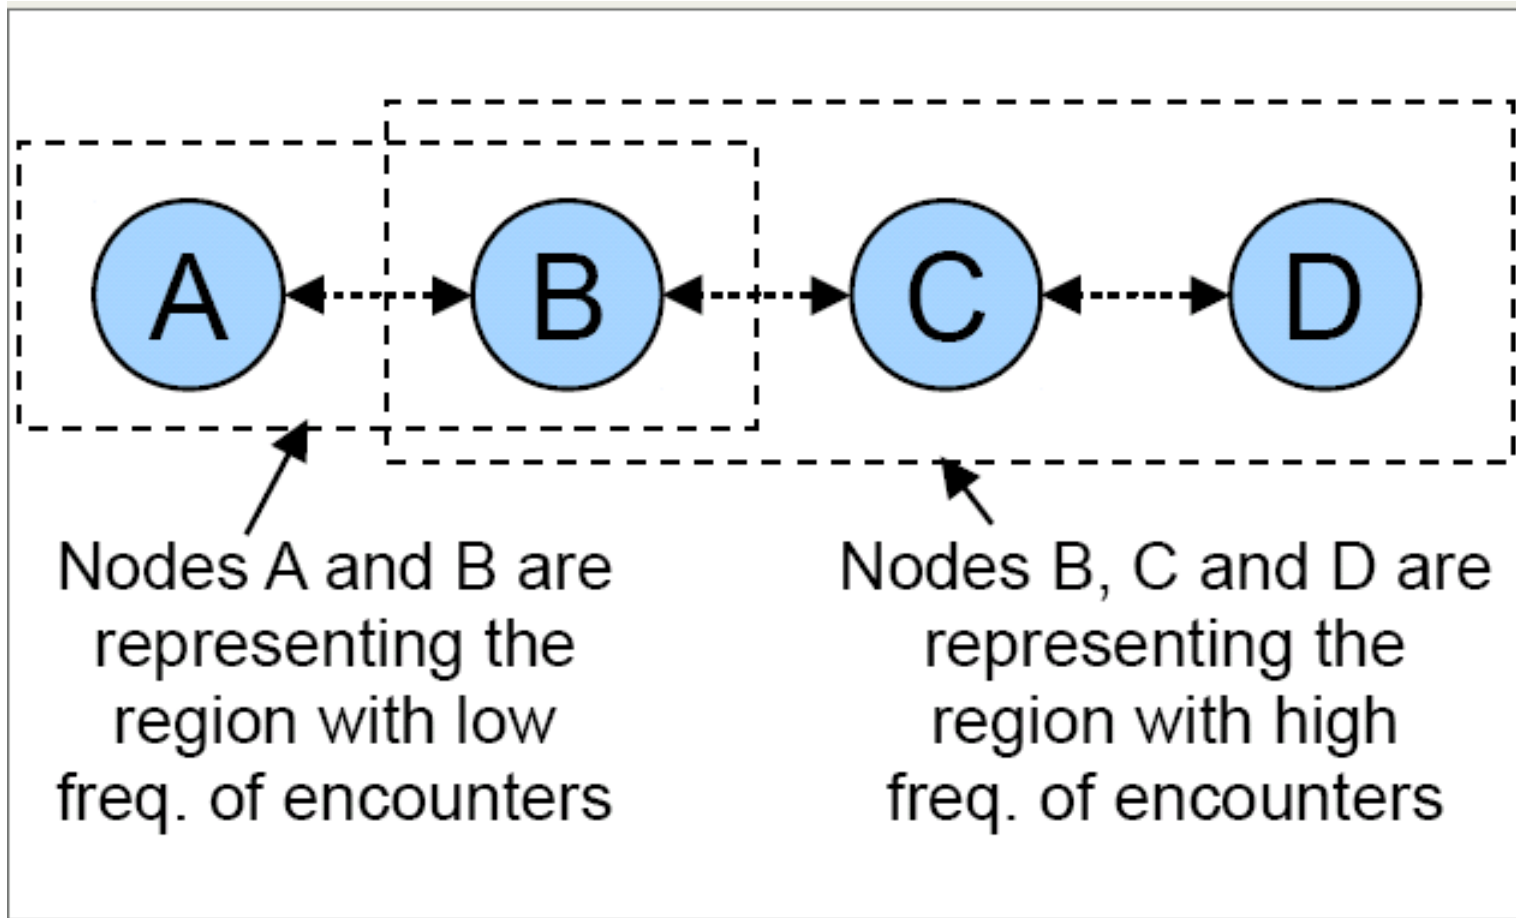 A B C D
Nodes A and B are
representing the
region with low
freq. of encounters
Nodes B, C and D are
representing the
region with high
freq. of encounters